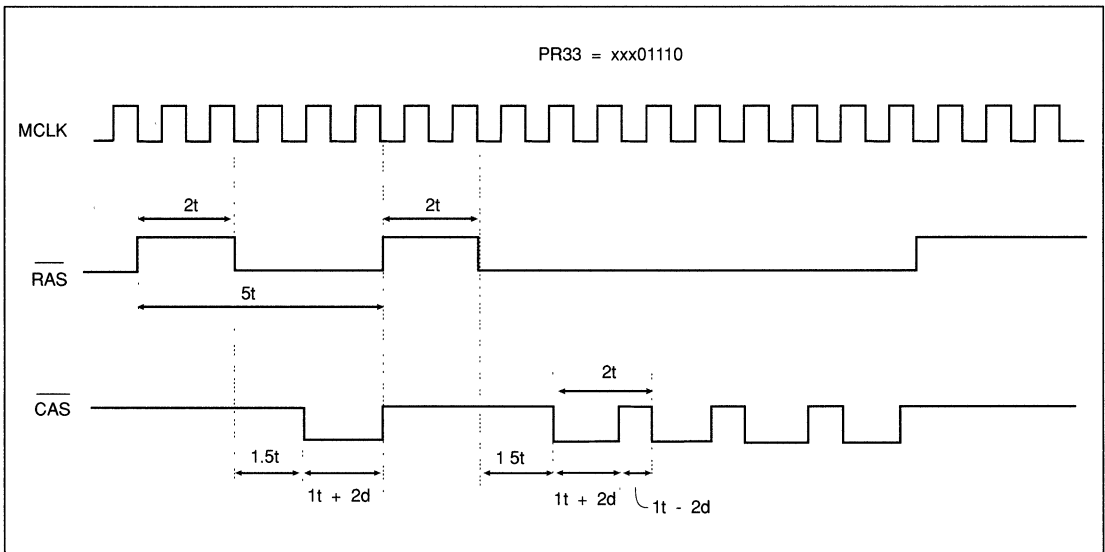 PR33 = xxx01110
MCLK
2t
2t
RAS
5t
2t
CAS
1.5t
1 5t
1t + 2d
1t + 2d
1t - 2d